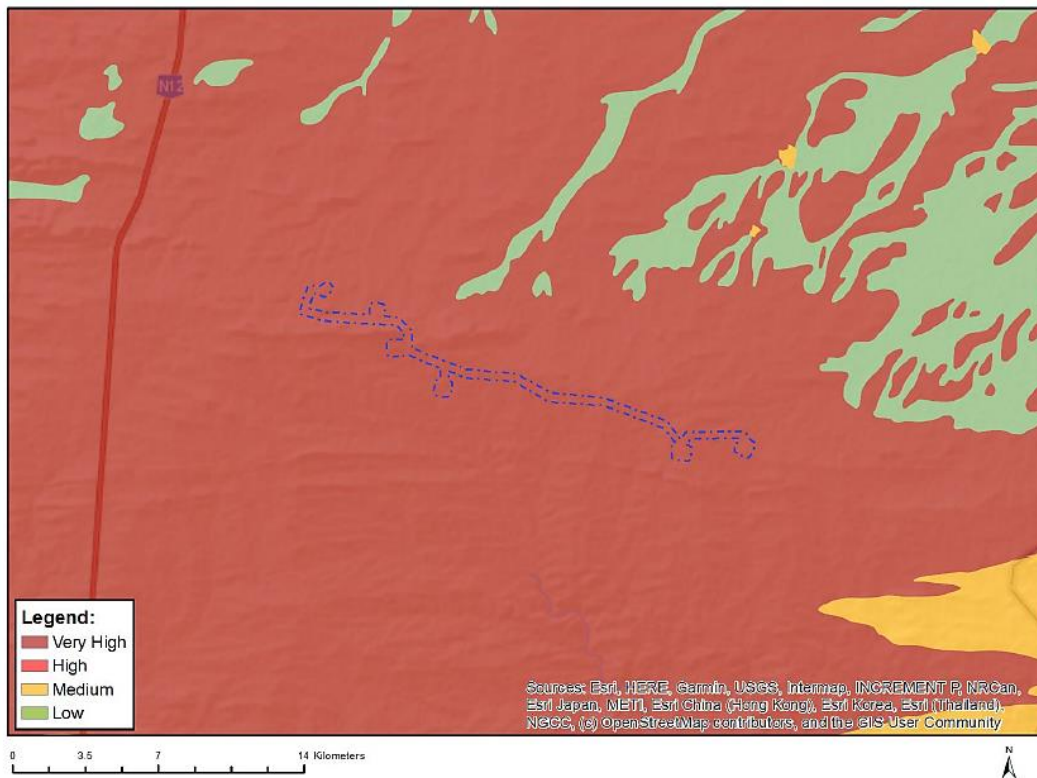 N12
Legend:
Very High
High
Medium
Low
Sources: Esri, HERE, Garmin, USGS, Intermap, INCREMENT P, NRCan,
Esri Japan, METI, Esri China (Hong Kong), Esri Korea, Esri (Thailand),
NGCC, (c) OpenStreetMap contributors, and the GIS User Community
0 3.5 7 14 Kilometers
N